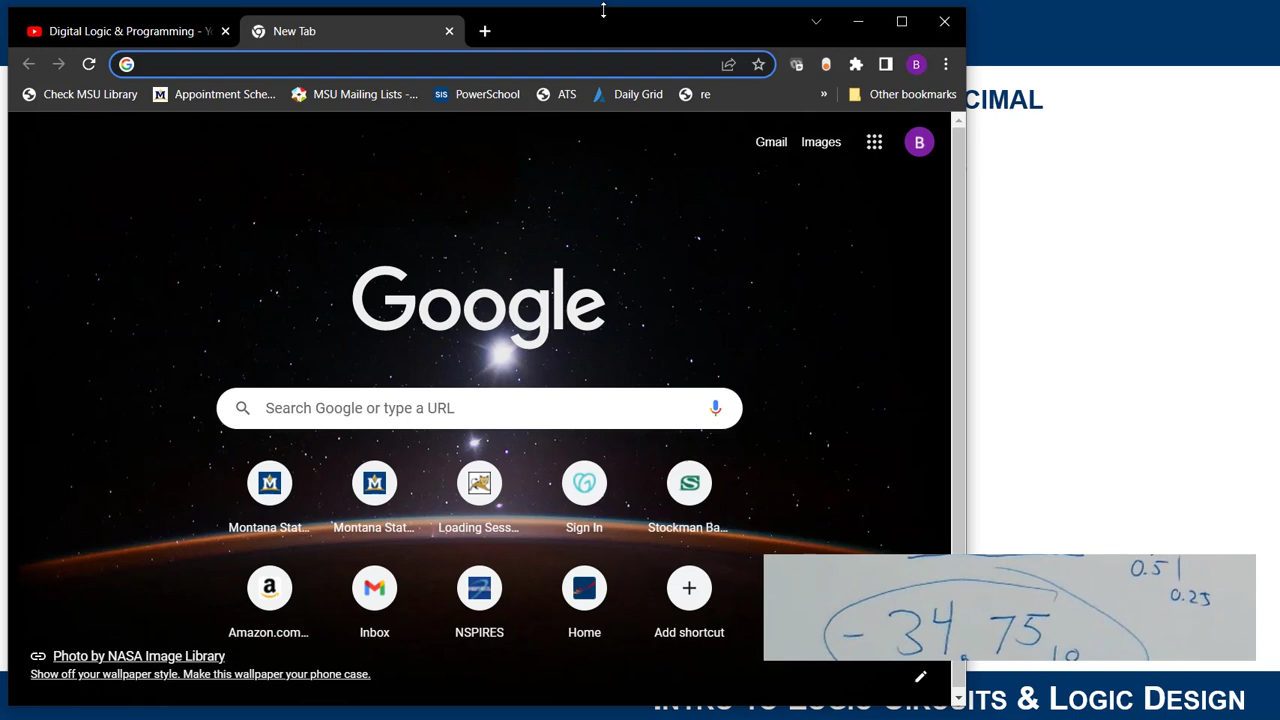 Digital Logic & Programming - Y
New Tab
Check MSU Library
M Appointment Sche...
MSU Mailing Lists -...
SIS PowerSchool
ATS
Daily Grid
re
»
Other bookmarks
CIMAL
Gmail
Images
B
B
Google
Search Google or type a URL
Montana Stat...
Montana Stat...
Loading Sess...
Sign In
Stockman Ba...
Amazon.com...
Inbox
NSPIRES
Home
Add shortcut
0.5
0.25
-34.75₁₀
Photo by NASA Image Library
Show off your wallpaper style. Make this wallpaper your phone case.
& LOGIC DESIGN